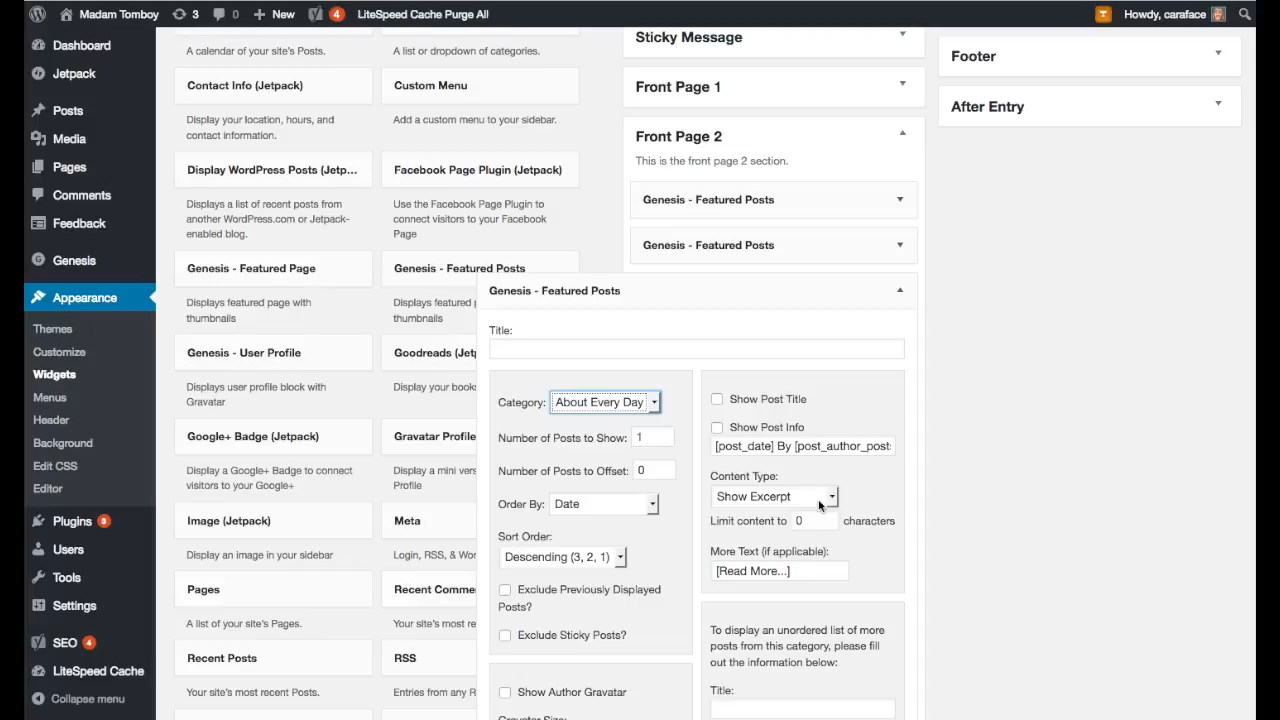 Madam Tomboy 3 0 New 4 LiteSpeed Cache Purge All Howdy, caraface
Dashboard
Jetpack
Posts
Media
Pages
Comments
Feedback
Genesis
Appearance
Themes
Customize
Widgets
Menus
Header
Background
Edit CSS
Editor
Plugins 3
Users
Tools
Settings
SEO 4
LiteSpeed Cache
Collapse menu
A calendar of your site's Posts.
Contact Info (Jetpack)
Display your location, hours, and
contact information.
Display WordPress Posts (Jetp...
Displays a list of recent posts from
another WordPress.com or Jetpack-
enabled blog.
Genesis - Featured Page
Displays featured page with
thumbnails
Genesis - User Profile
Displays user profile block with
Gravatar
Google+ Badge (Jetpack)
Display a Google+ Badge to connect
visitors to your Google+
Image (Jetpack)
Display an image in your sidebar
Pages
A list of your site's Pages.
Recent Posts
Your site's most recent Posts.
A list or dropdown of categories.
Custom Menu
Add a custom menu to your sidebar.
Facebook Page Plugin (Jetpack)
Use the Facebook Page Plugin to
connect visitors to your Facebook
Page
Genesis - Featured Posts
Displays featured
thumbnails
Goodreads (Jet
Display your books
Gravatar Profile
Display a mini vers
Profile
Meta
Login, RSS, & Wor
Recent Comme
Your site's most re
RSS
Entries from any R
Sticky Message
Front Page 1
Front Page 2
This is the front page 2 section.
Genesis - Featured Posts
Genesis - Featured Posts
Genesis - Featured Posts
Title:
Category: About Every Day
Number of Posts to Show: 1
Number of Posts to Offset: 0
Order By: Date
Sort Order:
Descending (3, 2, 1)
Exclude Previously Displayed
Posts?
Exclude Sticky Posts?
Show Author Gravatar
Gravatar Size:
Show Post Title
Show Post Info
[post_date] By [post_author_post:
Content Type:
Show Excerpt
Limit content to 0 characters
More Text (if applicable):
[Read More...]
To display an unordered list of more
posts from this category, please fill
out the information below:
Title:
Footer
After Entry